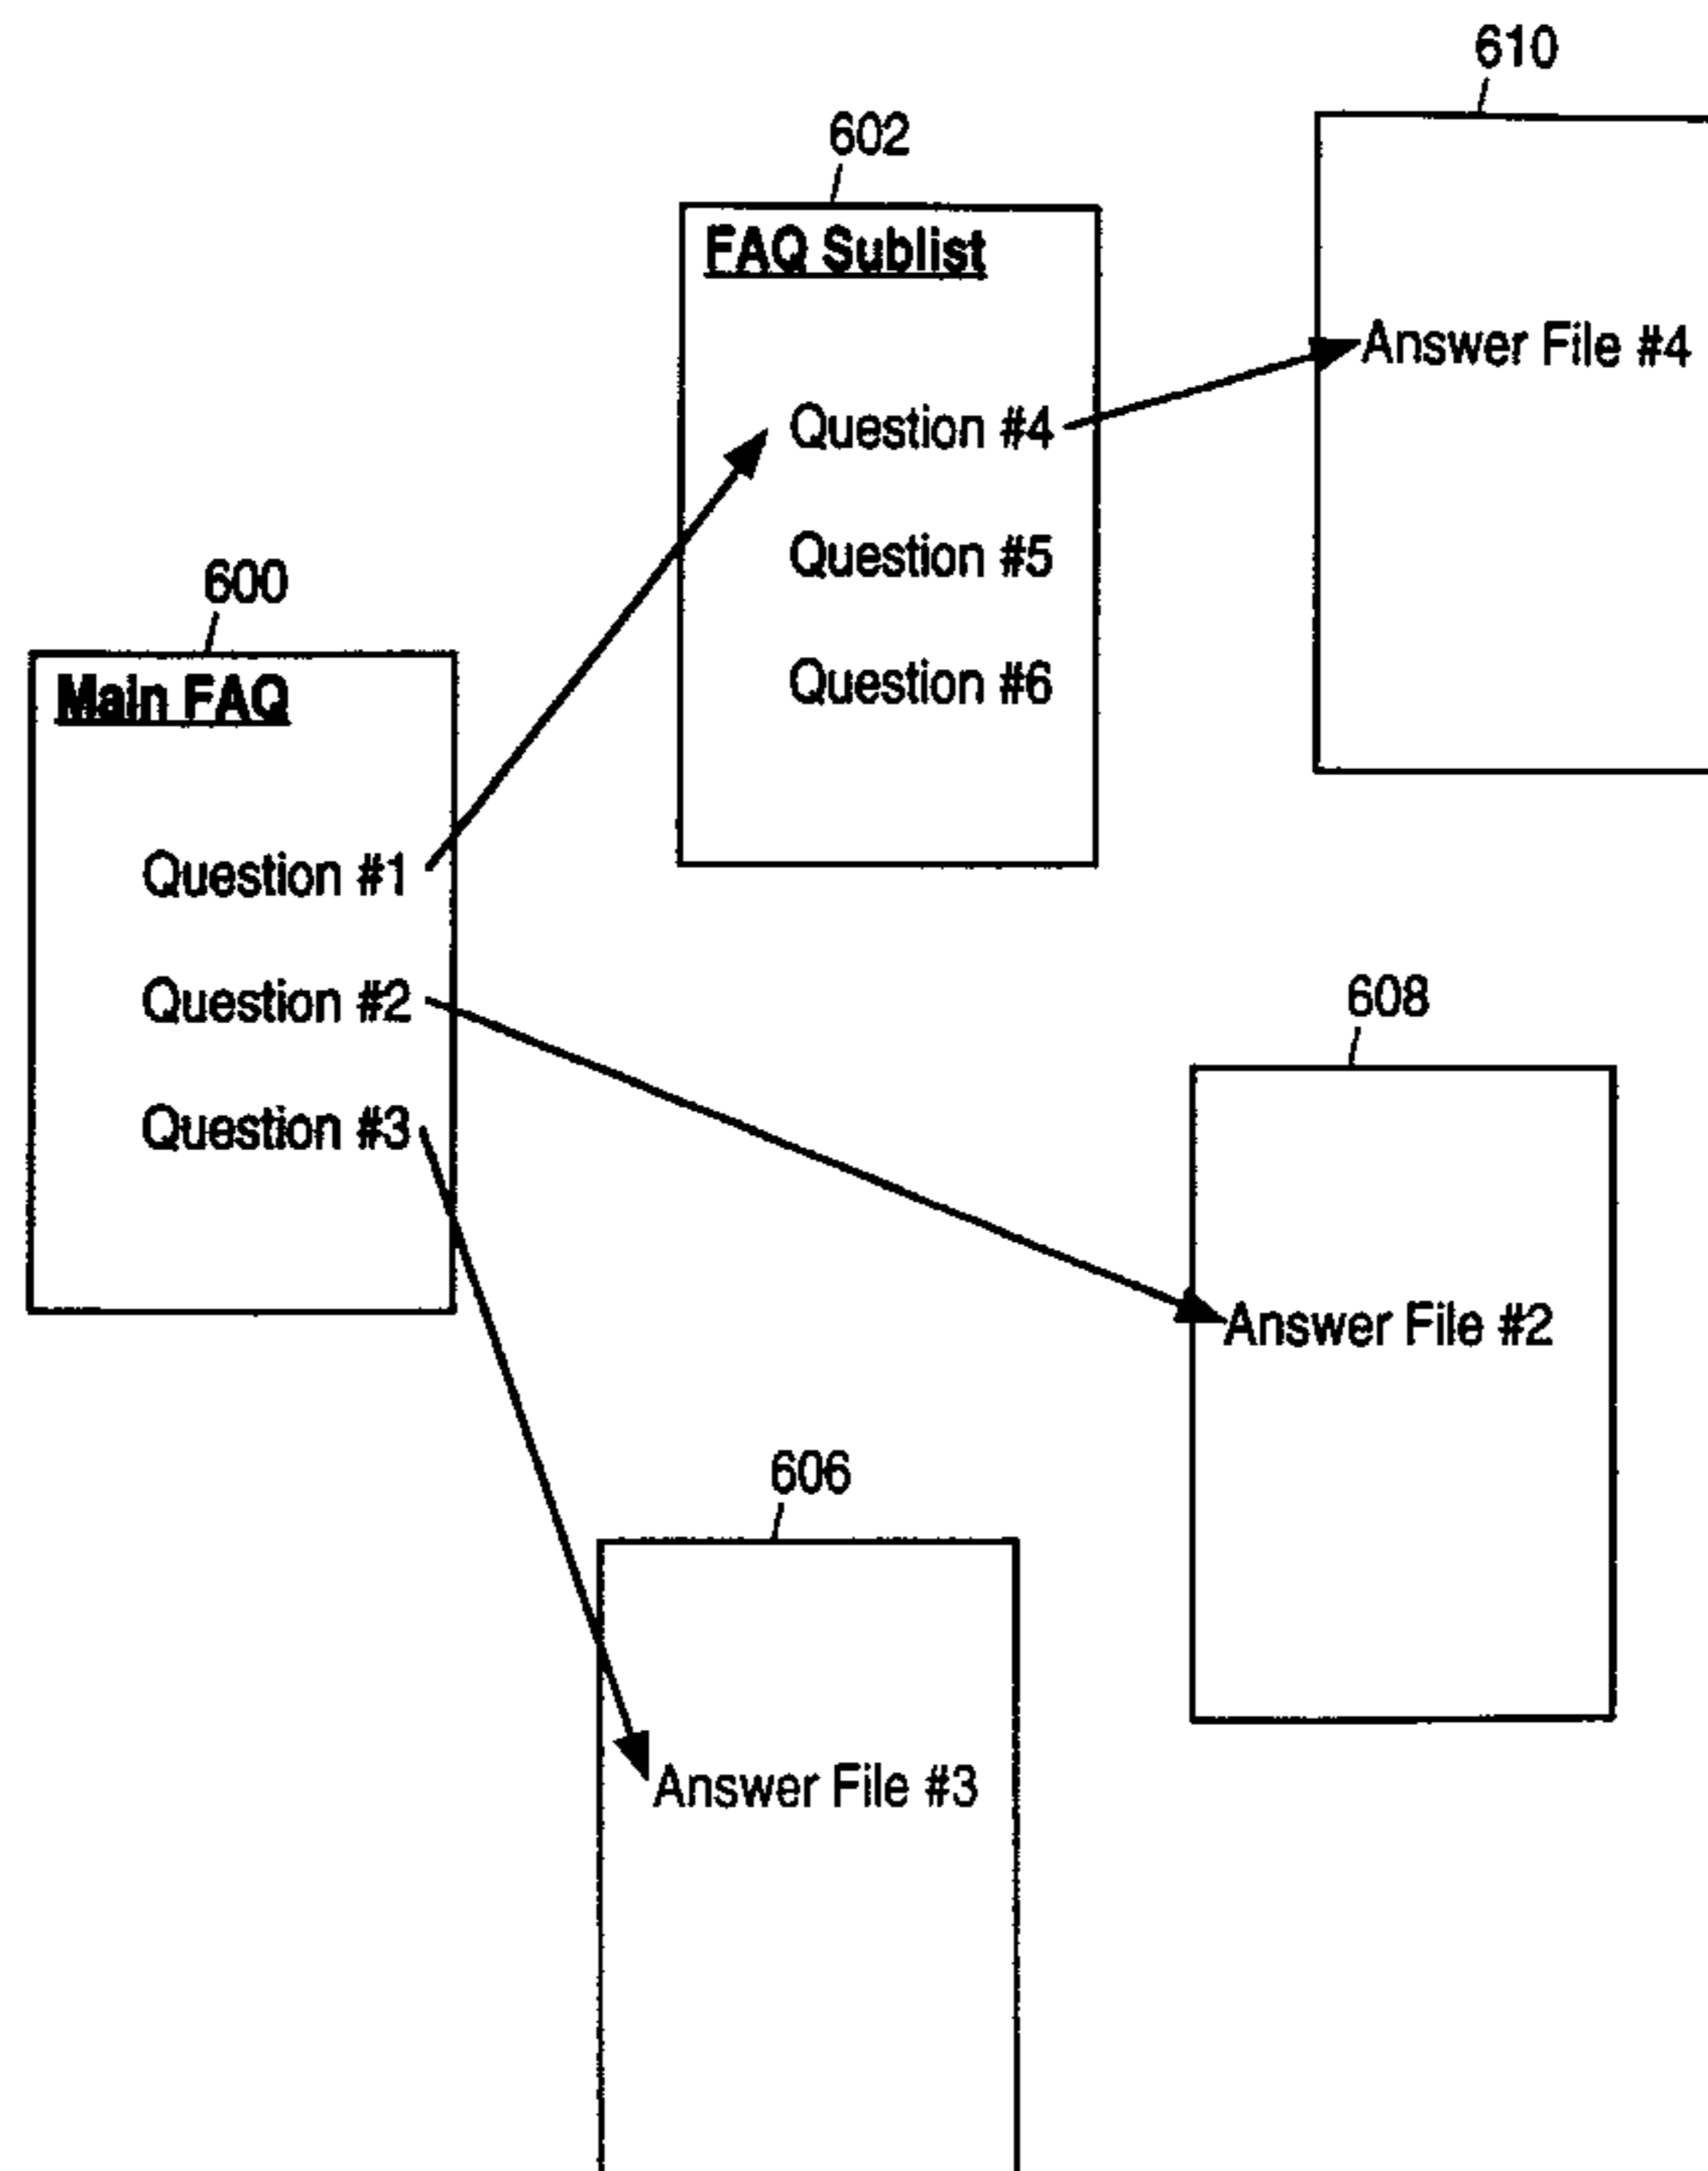 610
602
FAQ Sublist
Answer File #4
Question #4
Question #5
600
Question #6
Main FAQ
Question #1
Question #2
608
Question #3
Answer File #2
606
Answer File #3